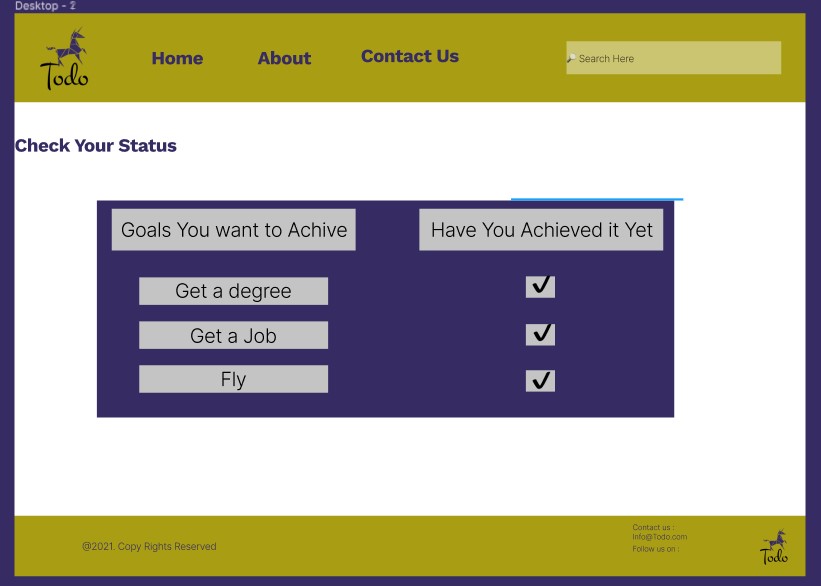 Desktop - 2
Todo
Home About Contact Us
Search Here
Check Your Status
Goals You want to Achive Have You Achieved it Yet
Get a degree
Get a Job
Fly
@2021. Copy Rights Reserved
Contact us :
Info@Todo.com
Follow us on :
Todo